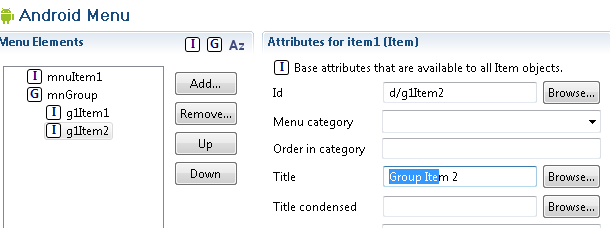 Android Menu
Menu Elements
I G Az
I mnuItem1
G mnGroup
I g1Item1
I g1Item2
Add...
Remove...
Up
Down
Attributes for item1 (Item)
I Base attributes that are available to all Item objects.
Id d/g1Item2 Browse...
Menu category
Order in category
Title Group Item 2 Browse...
Title condensed Browse...